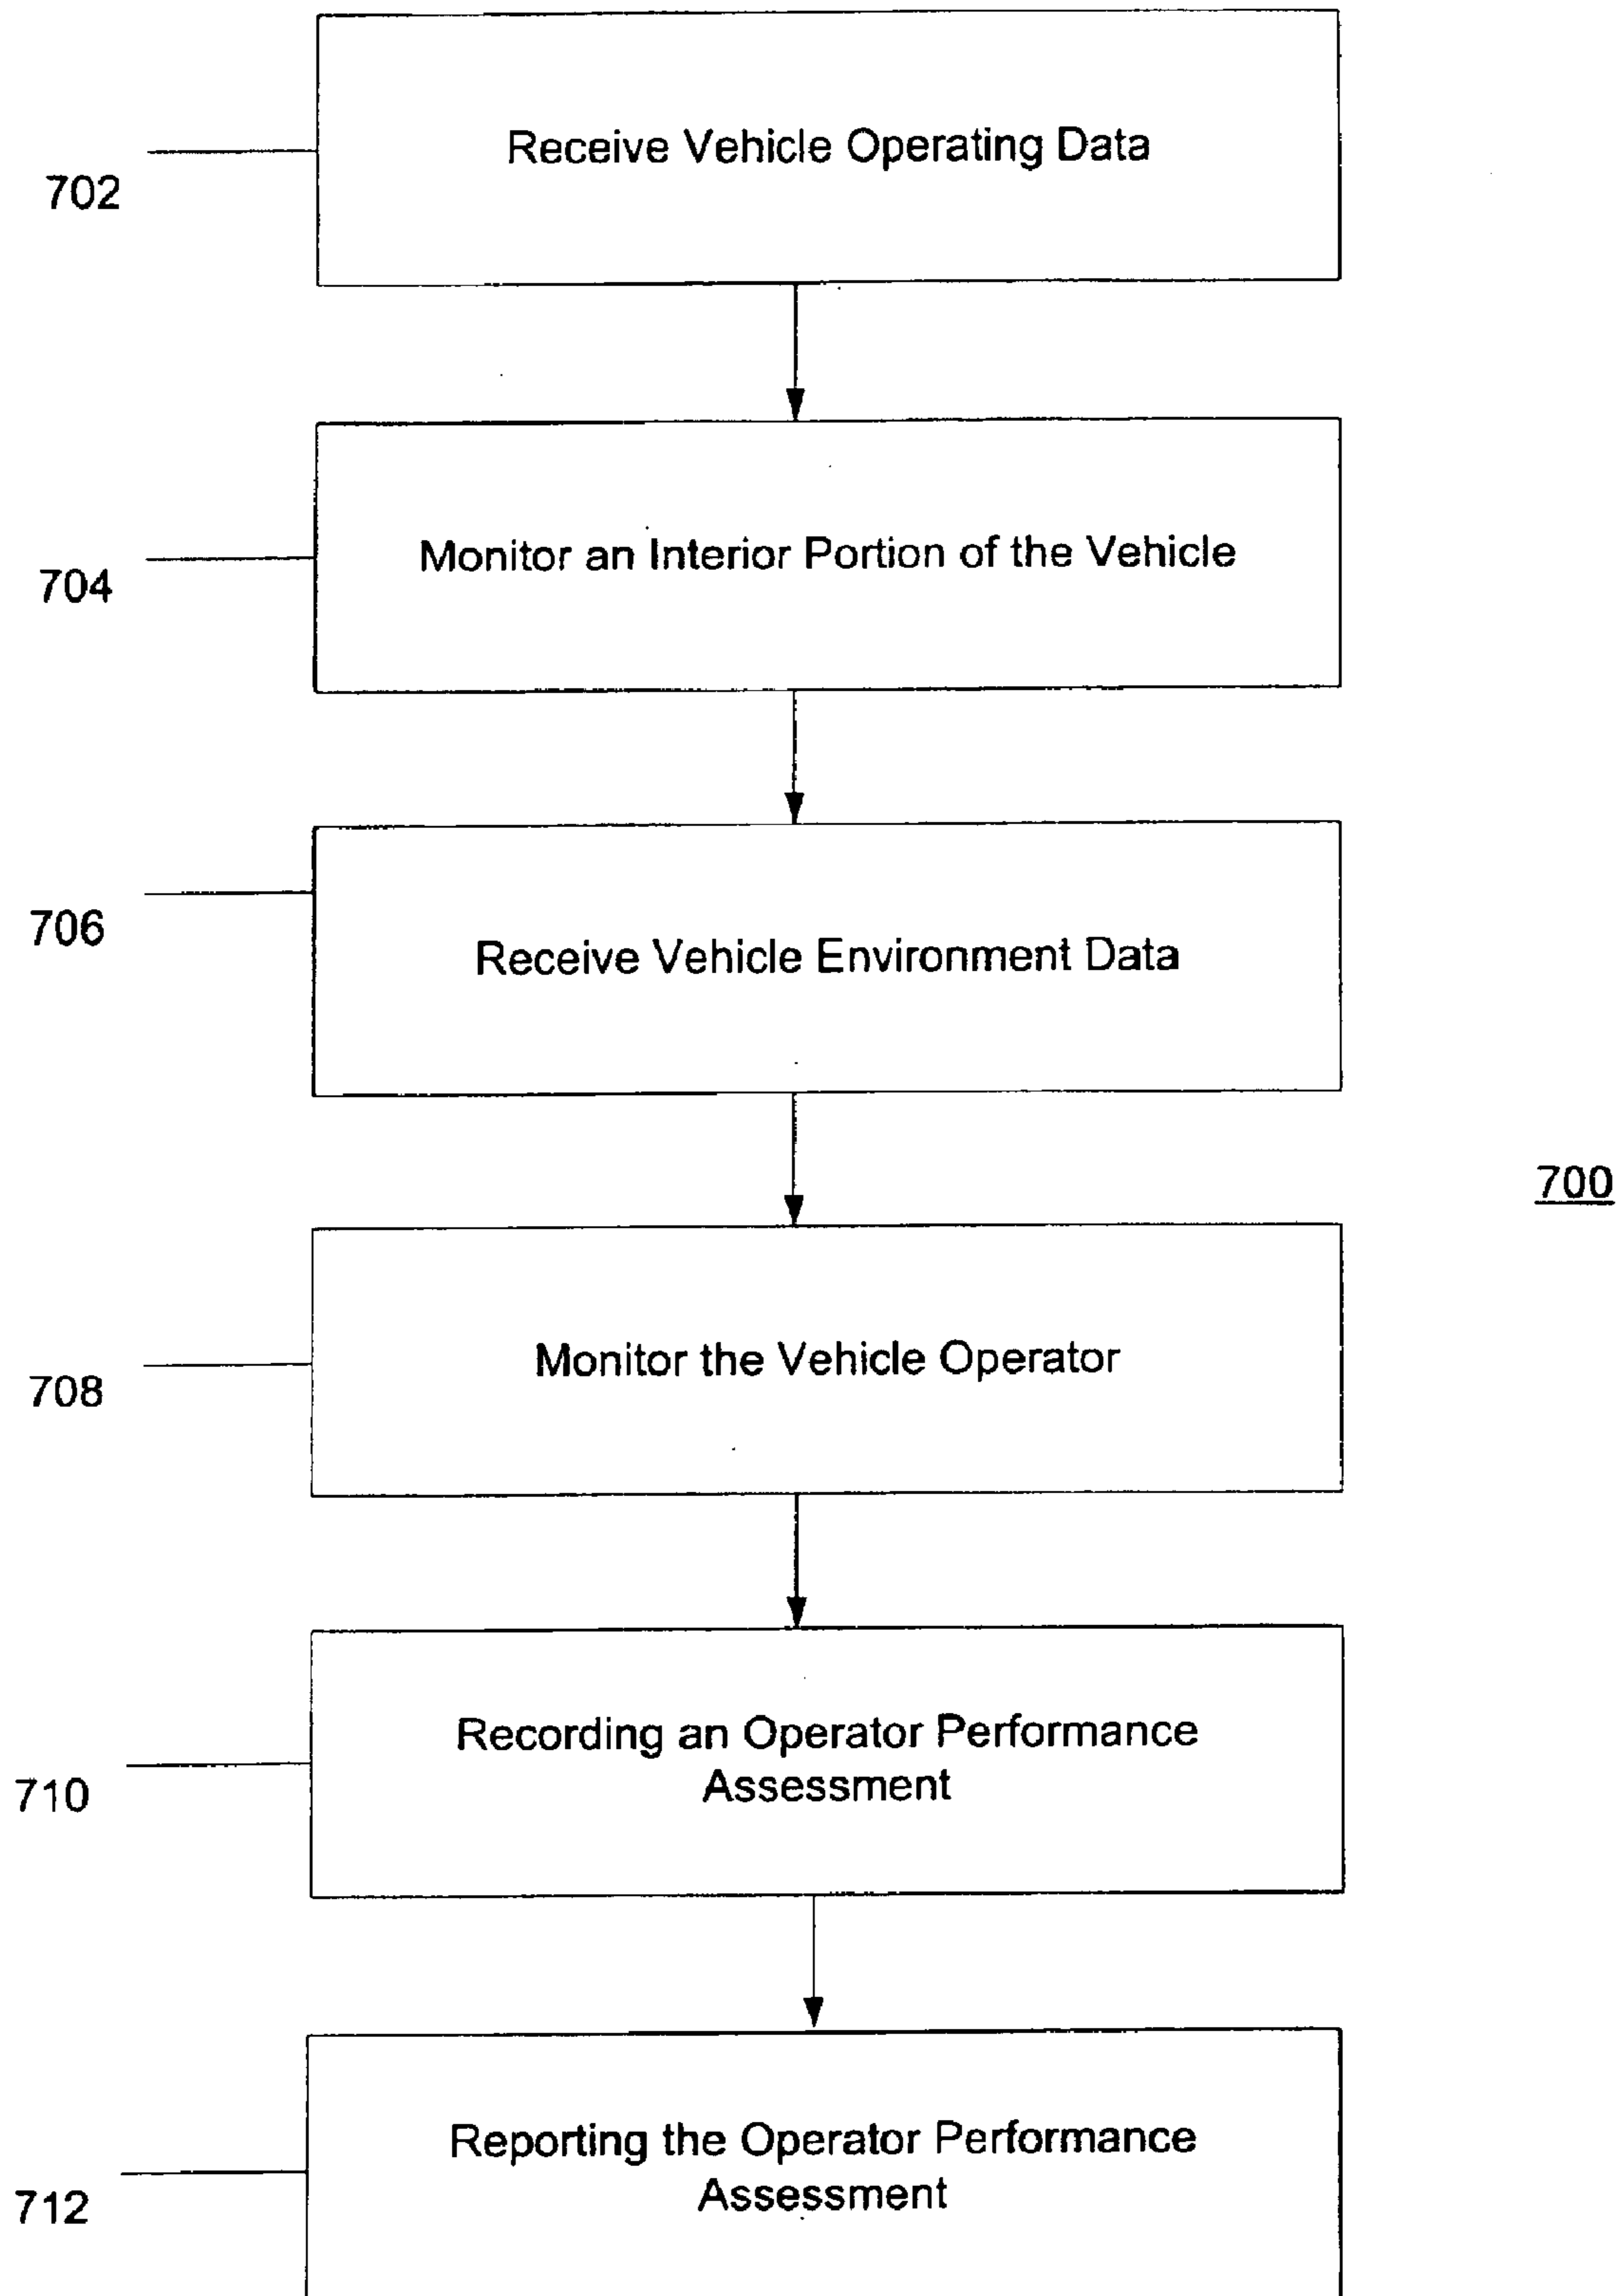 Receive Vehicle Operating Data
702
Monitor an Interior Portion of the Vehicle
704
706
Receive Vehicle Environment Data
700
Monitor the Vehicle Operator
708
Recording an Operator Performance
Assessment
710
Reporting the Operator Performance
Assessment
712